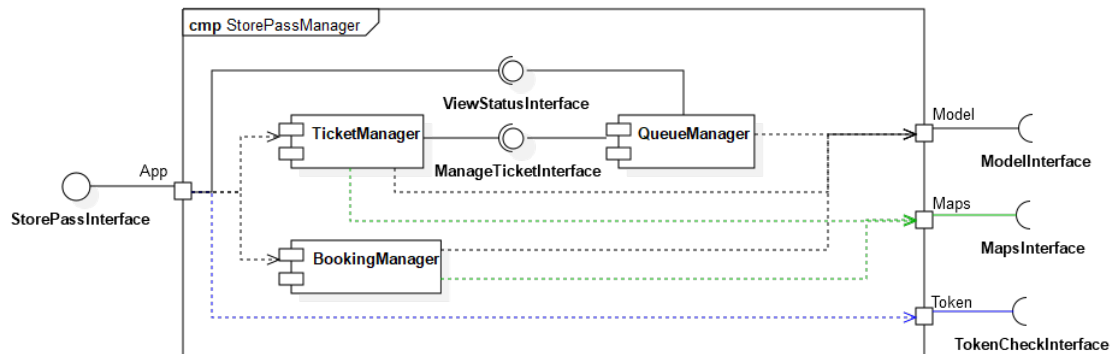 cmp StorePassManager
ViewStatusInterface
TicketManager
QueueManager
Model
ManageTicketInterface
ModelInterface
App
StorePassInterface
Maps
BookingManager
MapsInterface
Token
TokenCheckInterface